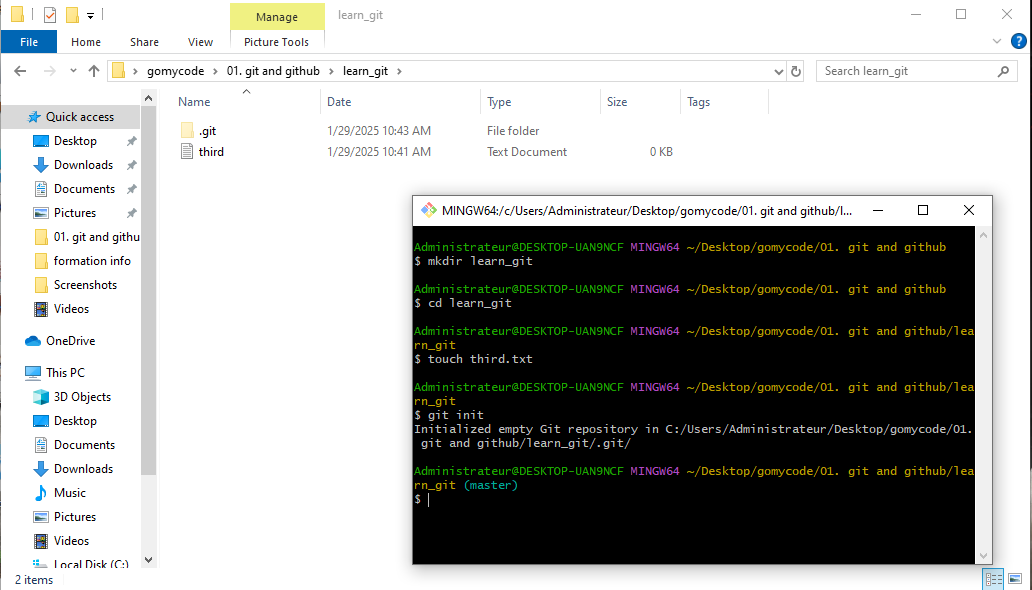 Manage
learn_git
File
Home
Share
View
Picture Tools
?
gomycode
01. git and github
learn_git
Search learn_git
Name
Date
Type
Size
Tags
.git
1/29/2025 10:43 AM
File folder
third
1/29/2025 10:41 AM
Text Document
0 KB
Quick access
Desktop
Downloads
Documents
Pictures
01. git and githu
formation info
Screenshots
Videos
OneDrive
This PC
3D Objects
Desktop
Documents
Downloads
Music
Pictures
Videos
Local Disk (C:)
2 items
MINGW64:/c/Users/Administrateur/Desktop/gomycode/01. git and github/l...
Administrateur@DESKTOP-UAN9NCF MINGW64 ~/Desktop/gomycode/01. git and github
$ mkdir learn_git
Administrateur@DESKTOP-UAN9NCF MINGW64 ~/Desktop/gomycode/01. git and github
$ cd learn_git
Administrateur@DESKTOP-UAN9NCF MINGW64 ~/Desktop/gomycode/01. git and github/lea
rn_git
$ touch third.txt
Administrateur@DESKTOP-UAN9NCF MINGW64 ~/Desktop/gomycode/01. git and github/lea
rn_git
$ git init
Initialized empty Git repository in C:/Users/Administrateur/Desktop/gomycode/01.
git and github/learn_git/.git/
Administrateur@DESKTOP-UAN9NCF MINGW64 ~/Desktop/gomycode/01. git and github/lea
rn_git (master)
$